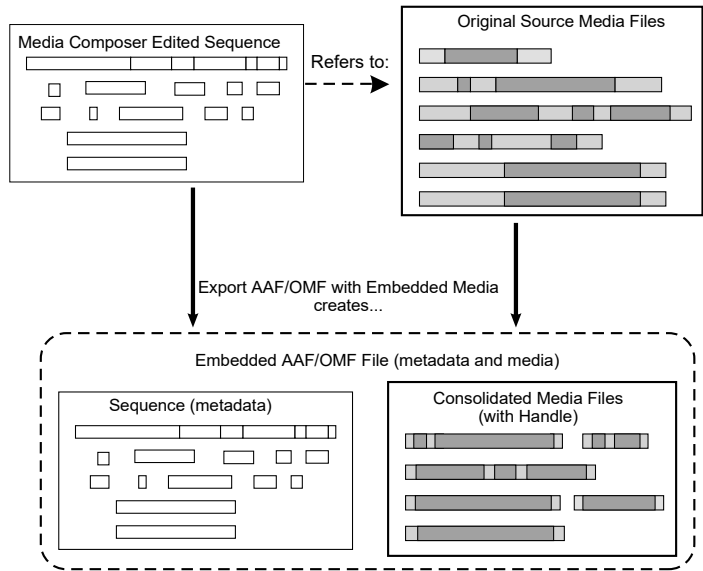 Media Composer Edited Sequence
Refers to:
Original Source Media Files
Export AAF/OMF with Embedded Media
creates...
Embedded AAF/OMF File (metadata and media)
Sequence (metadata)
Consolidated Media Files
(with Handle)